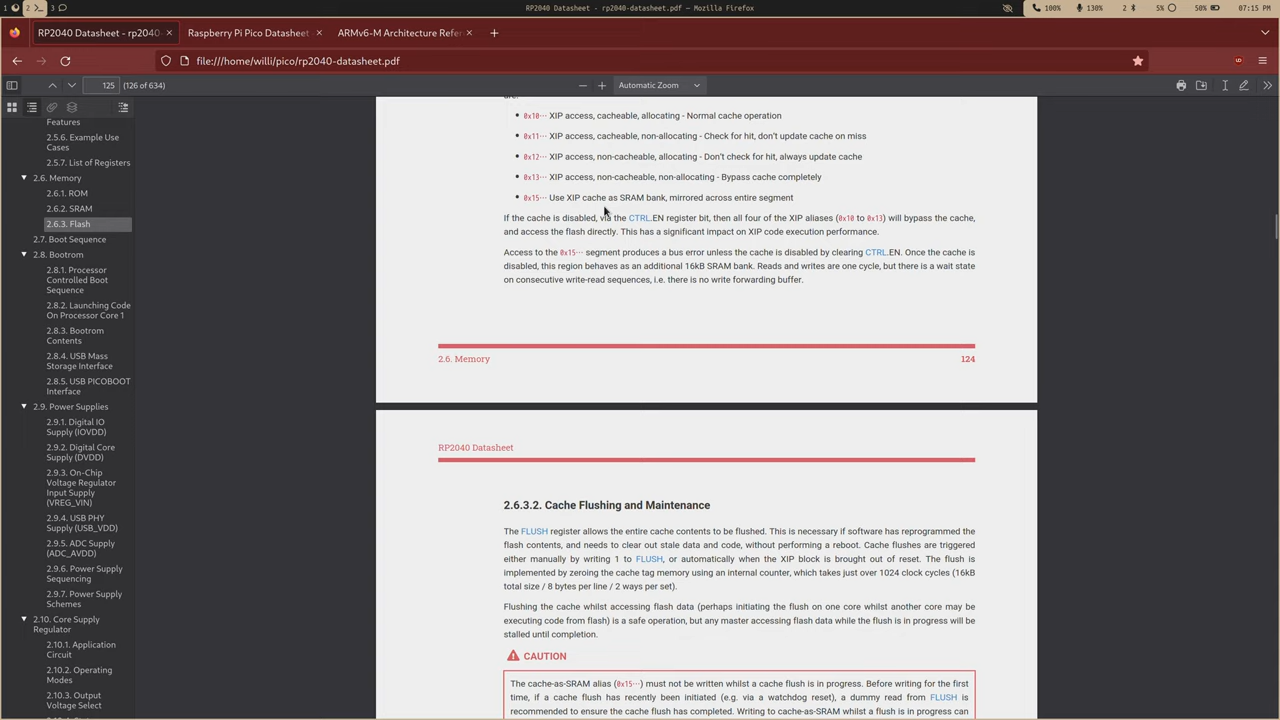 1
2
3
RP2040 Datasheet - rp2040-datasheet.pdf — Mozilla Firefox
100%
130%
2
5%
50%
07:15 PM
RP2040 Datasheet - rp2040-
Raspberry Pi Pico Datasheet
ARMv6-M Architecture Refer
file:///home/willi/pico/rp2040-datasheet.pdf
125
(126 of 634)
Automatic Zoom
Features
2.5.6. Example Use
Cases
2.5.7. List of Registers
2.6. Memory
2.6.1. ROM
2.6.2. SRAM
2.6.3. Flash
2.7. Boot Sequence
2.8. Bootrom
2.8.1. Processor
Controlled Boot
Sequence
2.8.2. Launching Code
On Processor Core 1
2.8.3. Bootrom
Contents
2.8.4. USB Mass
Storage Interface
2.8.5. USB PICOBOOT
Interface
2.9. Power Supplies
2.9.1. Digital IO
Supply (IOVDD)
2.9.2. Digital Core
Supply (DVDD)
2.9.3. On-Chip
Voltage Regulator
Input Supply
(VREG_VIN)
2.9.4. USB PHY
Supply (USB_VDD)
2.9.5. ADC Supply
(ADC_AVDD)
2.9.6. Power Supply
Sequencing
2.9.7. Power Supply
Schemes
2.10. Core Supply
Regulator
2.10.1. Application
Circuit
2.10.2. Operating
Modes
2.10.3. Output
Voltage Select
are:
• 0x10… XIP access, cacheable, allocating - Normal cache operation
• 0x11… XIP access, cacheable, non-allocating - Check for hit, don't update cache on miss
• 0x12… XIP access, non-cacheable, allocating - Don't check for hit, always update cache
• 0x13… XIP access, non-cacheable, non-allocating - Bypass cache completely
• 0x15… Use XIP cache as SRAM bank, mirrored across entire segment
If the cache is disabled, via the CTRL.EN register bit, then all four of the XIP aliases (0x10 to 0x13) will bypass the cache,
and access the flash directly. This has a significant impact on XIP code execution performance.
Access to the 0x15… segment produces a bus error unless the cache is disabled by clearing CTRL.EN. Once the cache is
disabled, this region behaves as an additional 16kB SRAM bank. Reads and writes are one cycle, but there is a wait state
on consecutive write-read sequences, i.e. there is no write forwarding buffer.
2.6. Memory
124
RP2040 Datasheet
2.6.3.2. Cache Flushing and Maintenance
The FLUSH register allows the entire cache contents to be flushed. This is necessary if software has reprogrammed the
flash contents, and needs to clear out stale data and code, without performing a reboot. Cache flushes are triggered
either manually by writing 1 to FLUSH, or automatically when the XIP block is brought out of reset. The flush is
implemented by zeroing the cache tag memory using an internal counter, which takes just over 1024 clock cycles (16kB
total size / 8 bytes per line / 2 ways per set).
Flushing the cache whilst accessing flash data (perhaps initiating the flush on one core whilst another core may be
executing code from flash) is a safe operation, but any master accessing flash data while the flush is in progress will be
stalled until completion.
CAUTION
The cache-as-SRAM alias (0x15…) must not be written whilst a cache flush is in progress. Before writing for the first
time, if a cache flush has recently been initiated (e.g. via a watchdog reset), a dummy read from FLUSH is
recommended to ensure the cache flush has completed. Writing to cache-as-SRAM whilst a flush is in progress can